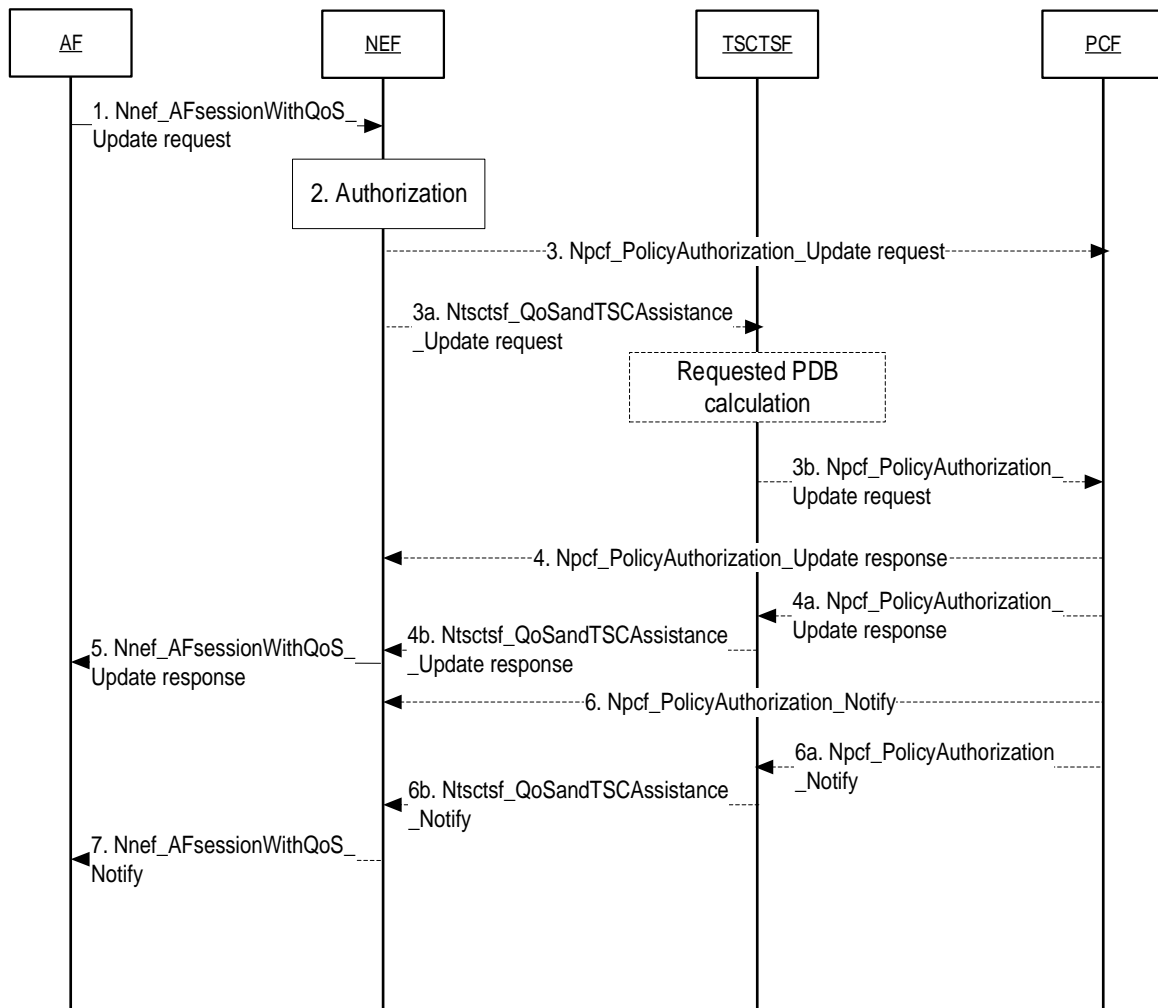 AF
NEF
TSCTSF
PCF
1. Nnef_AFsessionWithQoS_
Update request
2. Authorization
3. Npcf_PolicyAuthorization_Update request
3a. Ntsctsf_QoSandTSCAssistance
_Update request
Requested PDB
calculation
3b. Npcf_PolicyAuthorization_
Update request
4. Npcf_PolicyAuthorization_Update response
4a. Npcf_PolicyAuthorization_
Update response
4b. Ntsctsf_QoSandTSCAssistance
_Update response
5. Nnef_AFsessionWithQoS_
Update response
6. Npcf_PolicyAuthorization_Notify
6a. Npcf_PolicyAuthorization
_Notify
6b. Ntsctsf_QoSandTSCAssistance
_Notify
7. Nnef_AFsessionWithQoS_
Notify